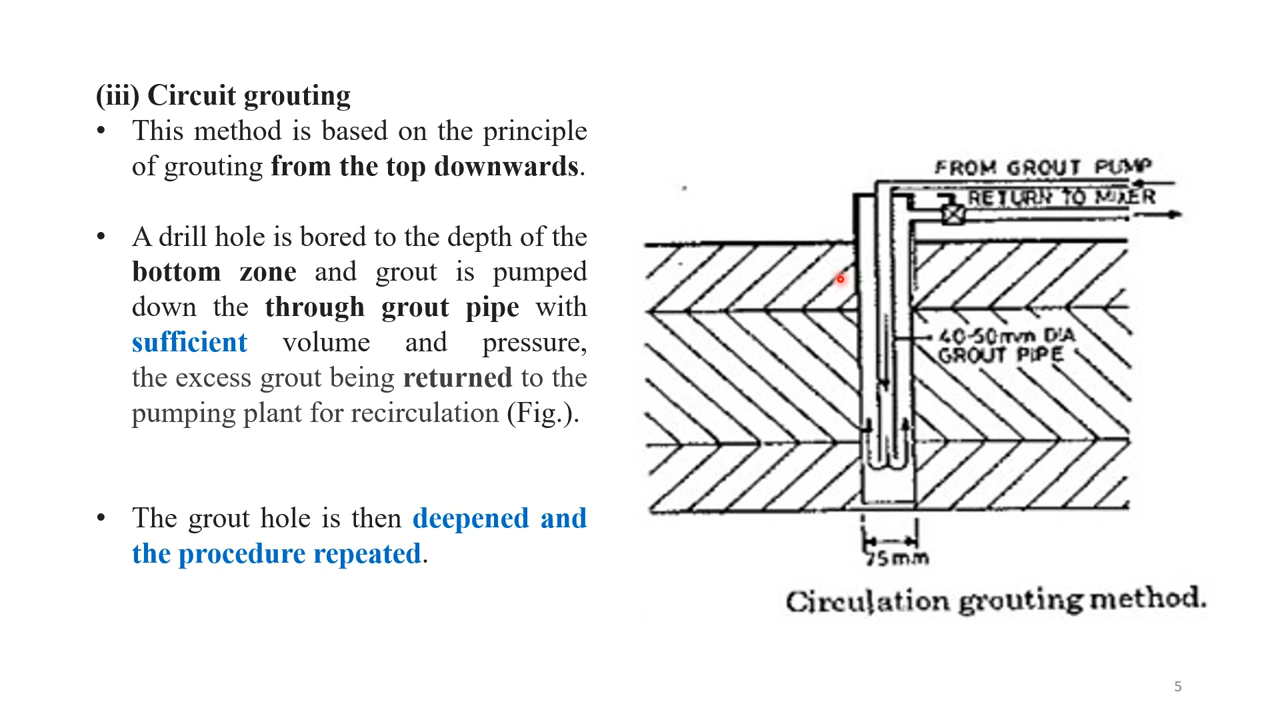 (iii) Circuit grouting
• This method is based on the principle
of grouting from the top downwards.
• A drill hole is bored to the depth of the
bottom zone and grout is pumped
down the through grout pipe with
sufficient volume and pressure,
the excess grout being returned to the
pumping plant for recirculation (Fig.).
• The grout hole is then deepened and
the procedure repeated.
FROM GROUT PUMP
RETURN TO MIXER
40-50mm DIA
GROUT PIPE
75mm
Circulation grouting method.
5